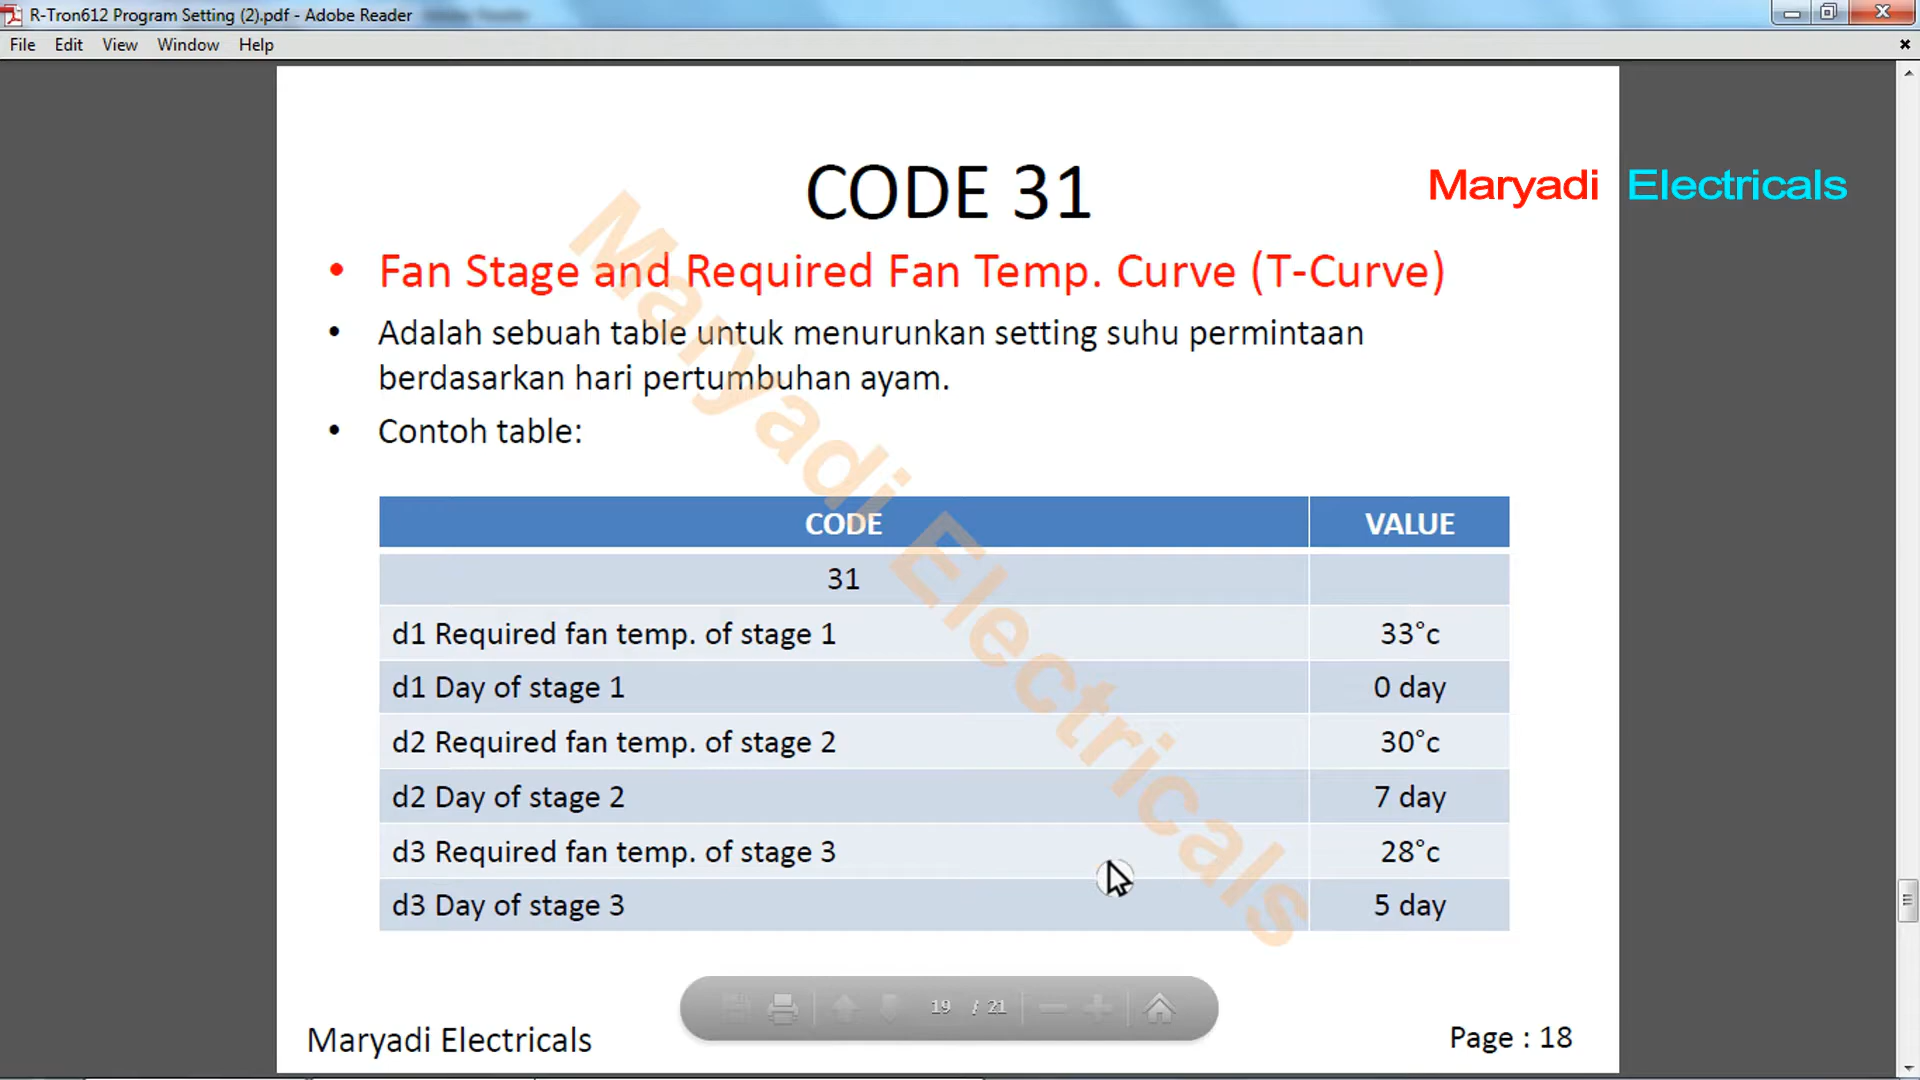 R-Tron612 Program Setting (2).pdf - Adobe Reader
File Edit View Window Help
CODE 31
Maryadi Electricals
• Fan Stage and Required Fan Temp. Curve (T-Curve)
• Adalah sebuah table untuk menurunkan setting suhu permintaan
berdasarkan hari pertumbuhan ayam.
• Contoh table:
CODE VALUE
31
d1 Required fan temp. of stage 1 33°c
d1 Day of stage 1 0 day
d2 Required fan temp. of stage 2 30°c
d2 Day of stage 2 7 day
d3 Required fan temp. of stage 3 28°c
d3 Day of stage 3 5 day
Maryadi Electricals
19 / 21
Maryadi Electricals
Page : 18